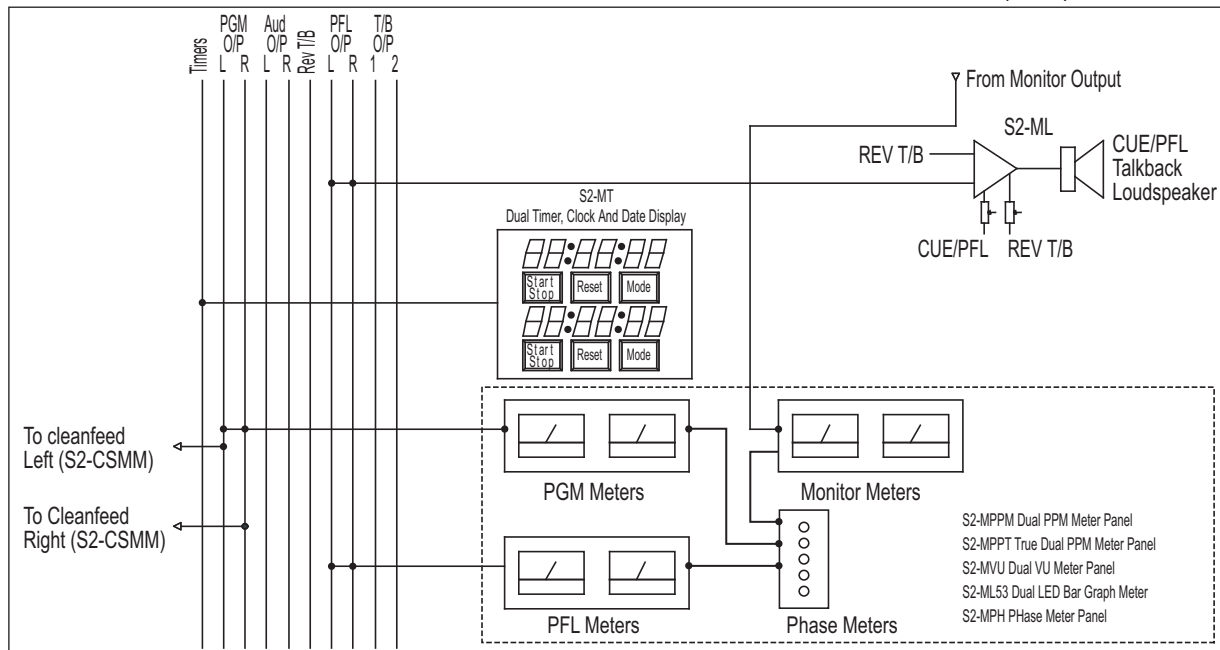 Timers
PGM O/P L R
Aud O/P L R
Rev T/B
PFL O/P L R
T/B O/P 1 2
From Monitor Output
S2-ML
REV T/B
CUE/PFL
Talkback
Loudspeaker
CUE/PFL
REV T/B
S2-MT
Dual Timer, Clock And Date Display
Start Stop
Reset
Mode
Start Stop
Reset
Mode
To cleanfeed
Left (S2-CSMM)
To Cleanfeed
Right (S2-CSMM)
PGM Meters
Monitor Meters
PFL Meters
Phase Meters
S2-MPPM Dual PPM Meter Panel
S2-MPPT True Dual PPM Meter Panel
S2-MVU Dual VU Meter Panel
S2-ML53 Dual LED Bar Graph Meter
S2-MPH PHase Meter Panel